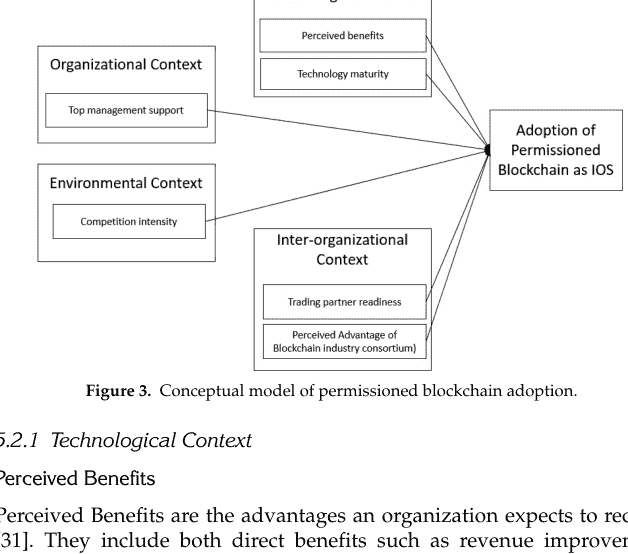 Perceived benefits
Technology maturity
Organizational Context
Top management support
Adoption of
Permissioned
Blockchain as IOS
Environmental Context
Competition intensity
Inter-organizational
Context
Trading partner readiness
Perceived Advantage of
Blockchain industry consortium)
Figure 3. Conceptual model of permissioned blockchain adoption.
5.2.1 Technological Context
Perceived Benefits
Perceived Benefits are the advantages an organization expects to
[31]. They include both direct benefits such as revenue